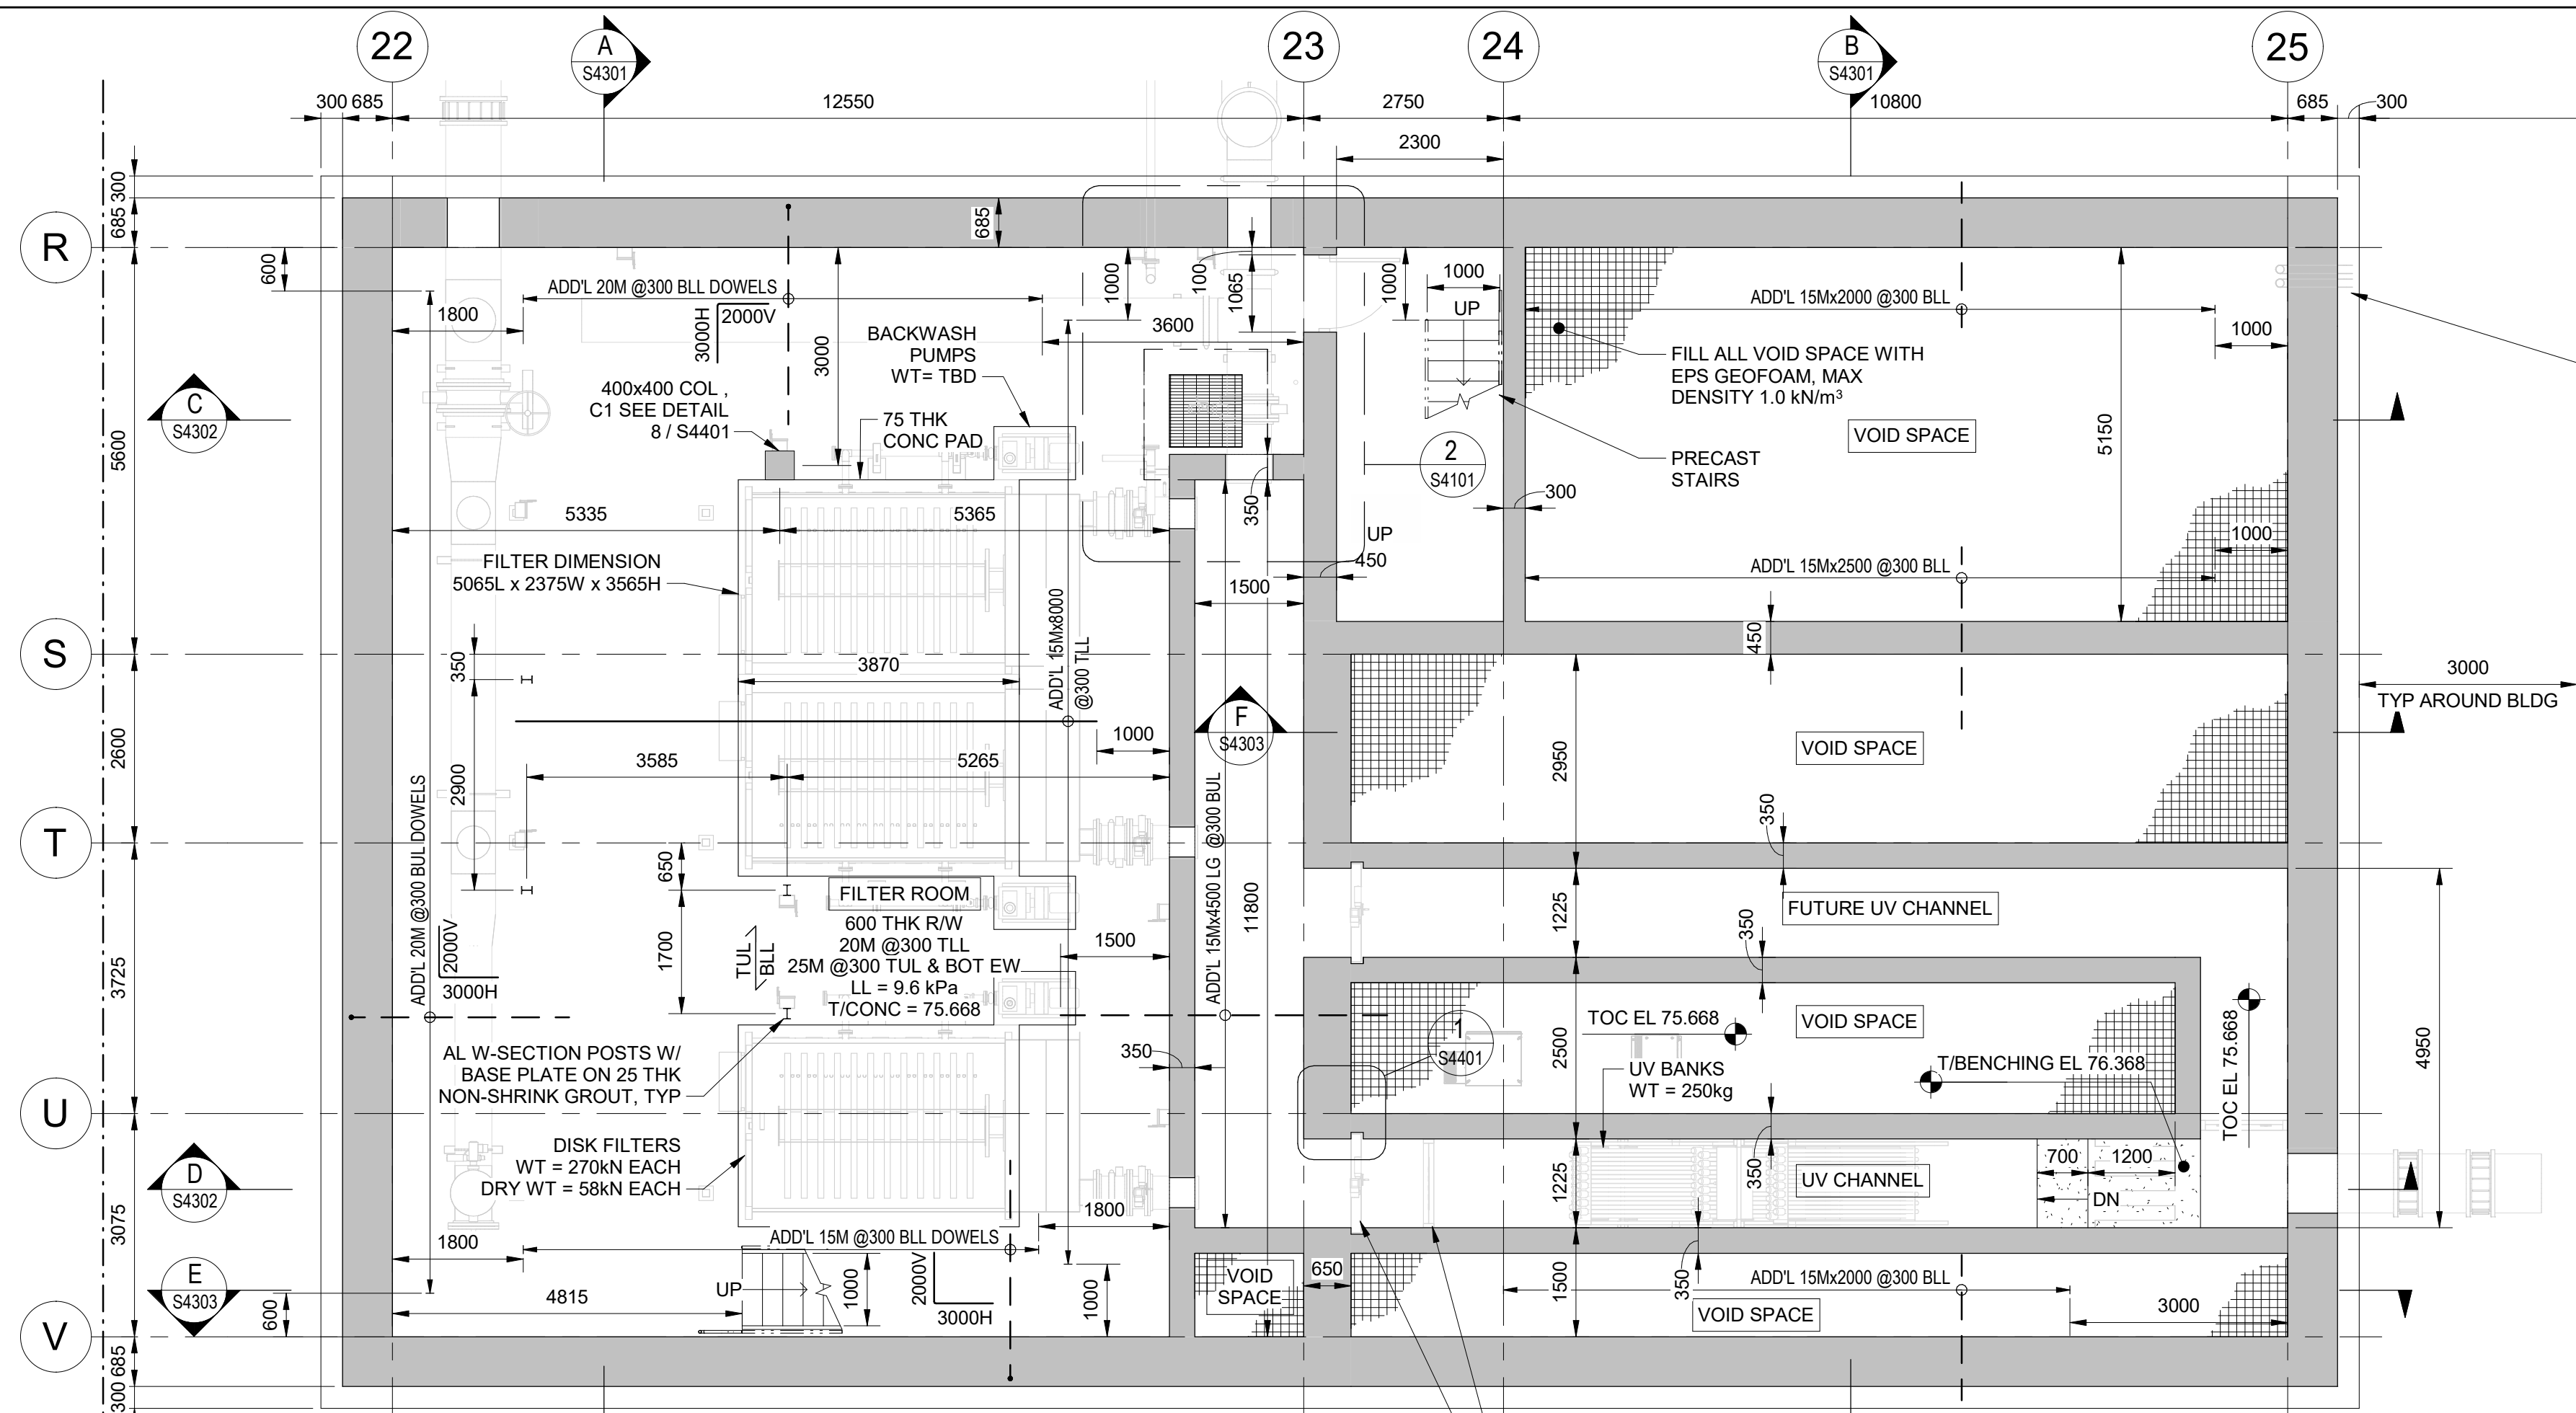 22
A
S4301
23
24
B
S4301
25
300 685
12550
2750
10800
685
300
2300
300
685
R
600
685
ADD'L 20M @300 BLL DOWELS
1800
3000H
2000V
3000
BACKWASH
PUMPS
WT= TBD
1000
100
1065
3600
1000
1000
UP
ADD'L 15Mx2000 @300 BLL
1000
FILL ALL VOID SPACE WITH
EPS GEOFOAM, MAX
DENSITY 1.0 kN/m³
C
S4302
400x400 COL ,
C1 SEE DETAIL
8 / S4401
75 THK
CONC PAD
5600
VOID SPACE
5150
2
S4101
PRECAST
STAIRS
300
5335
5365
350
UP
450
1000
FILTER DIMENSION
5065L x 2375W x 3565H
1500
ADD'L 15Mx2500 @300 BLL
S
350
3870
ADD'L 15Mx8000
@300 TLL
450
3000
TYP AROUND BLDG
F
S4303
1000
2600
2900
3585
5265
2950
VOID SPACE
ADD'L 20M @300 BUL DOWELS
ADD'L 15Mx4500 LG @300 BUL
350
T
650
FILTER ROOM
600 THK R/W
20M @300 TLL
25M @300 TUL & BOT EW
LL = 9.6 kPa
T/CONC = 75.668
11800
1225
FUTURE UV CHANNEL
350
3725
1700
TUL
BLL
1500
2000V
3000H
2500
TOC EL 75.668
VOID SPACE
TOC EL 75.668
4950
1
S4401
AL W-SECTION POSTS W/
BASE PLATE ON 25 THK
NON-SHRINK GROUT, TYP
350
UV BANKS
WT = 250kg
T/BENCHING EL 76.368
U
D
S4302
DISK FILTERS
WT = 270kN EACH
DRY WT = 58kN EACH
1225
350
UV CHANNEL
700
1200
DN
3075
1800
1800
ADD'L 15M @300 BLL DOWELS
E
S4303
600
UP
4815
1000
2000V
3000H
1000
VOID
SPACE
650
1500
350
ADD'L 15Mx2000 @300 BLL
VOID SPACE
3000
V
685
300